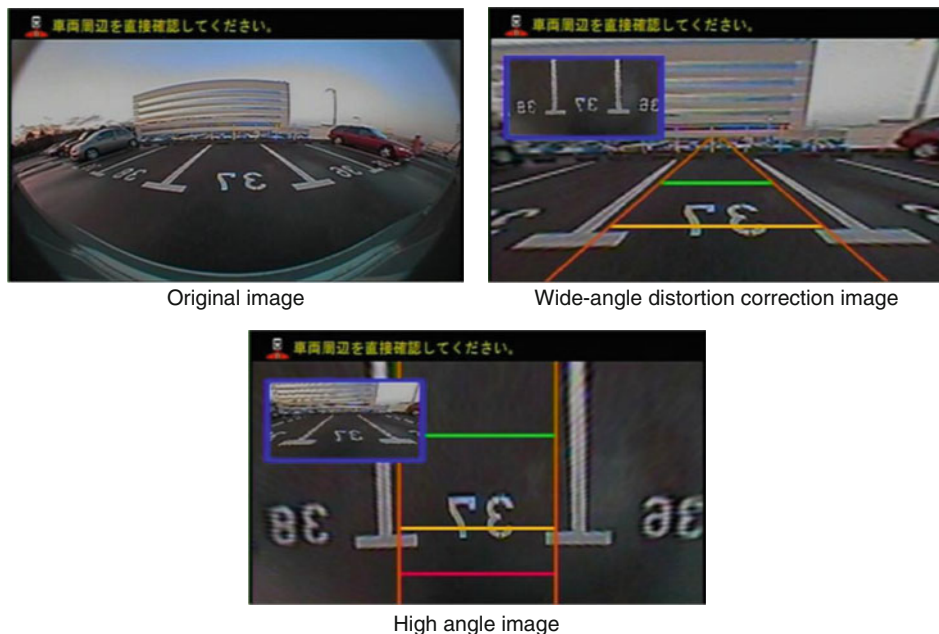 車両周辺を直接確認してください。
38 37 36
Original image
車両周辺を直接確認してください。
38 37 36
37
Wide-angle distortion correction image
車両周辺を直接確認してください。
37
38 37 36
High angle image